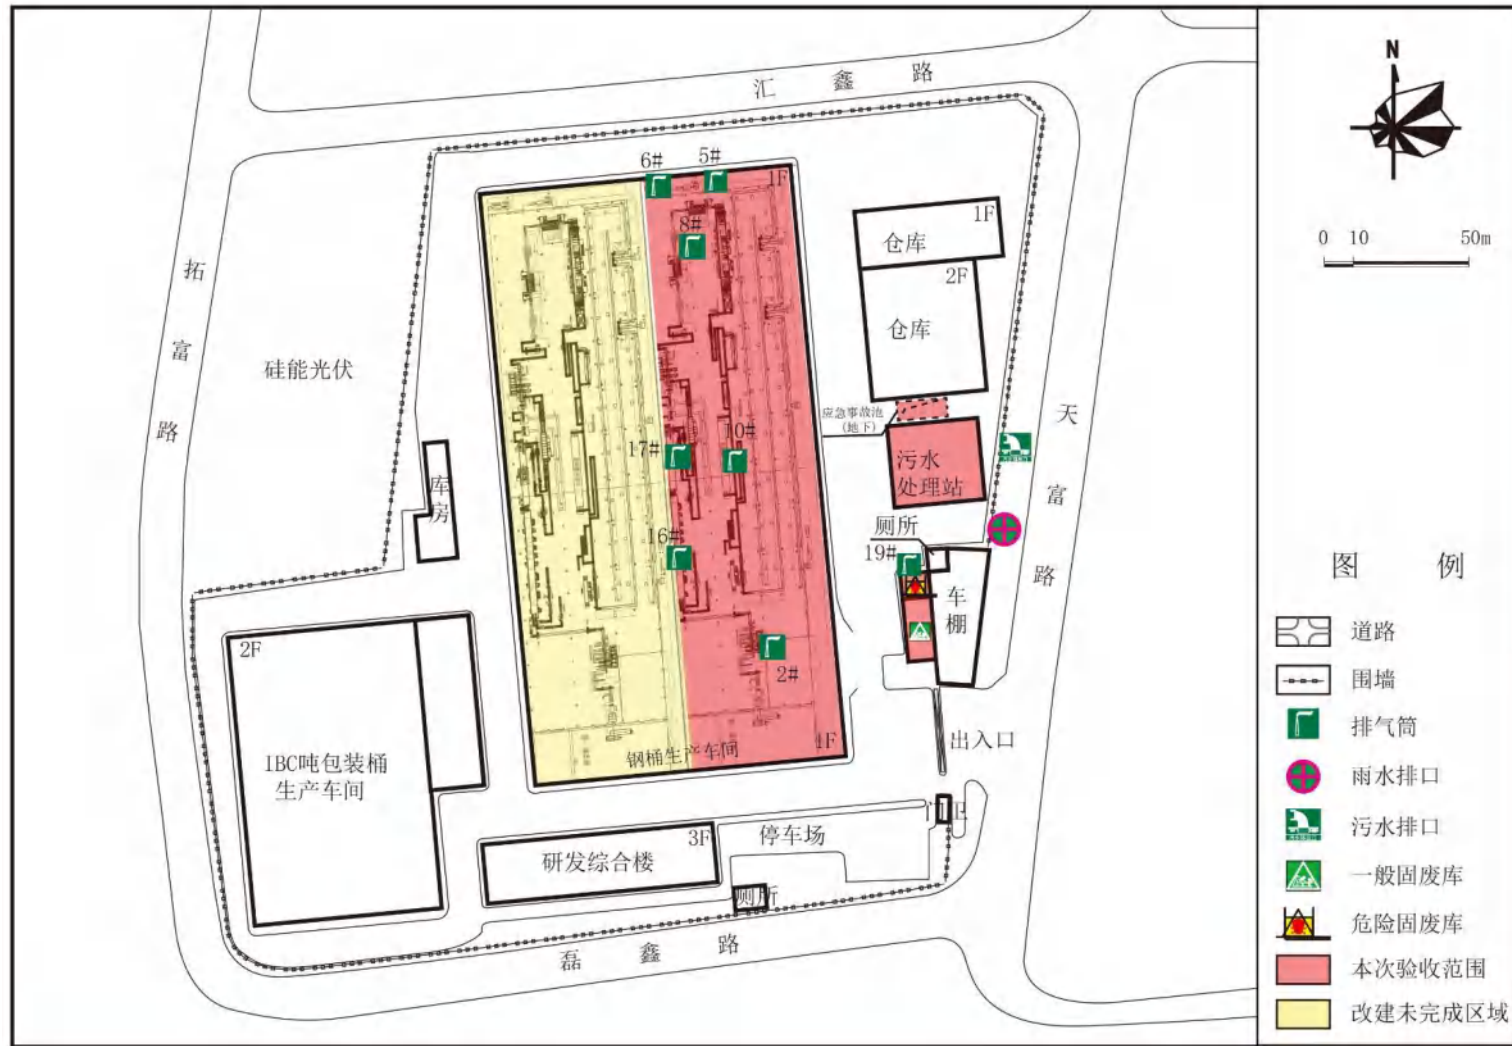 汇鑫路
N
6#
5#
1F
8#
1F
仓库
2F
仓库
0 10 50m
拓富路
硅能光伏
应急事故池
(地下)
天富路
17#
10#
污水
处理站
库房
厕所
16#
19#
车棚
图 例
道路
围墙
排气筒
雨水排口
污水排口
一般固废库
危险固废库
本次验收范围
改建未完成区域
2F
2#
1BC吨包装桶
生产车间
钢桶生产车间
1F
出入口
门卫
3F
研发综合楼
停车场
厕所
磊鑫路